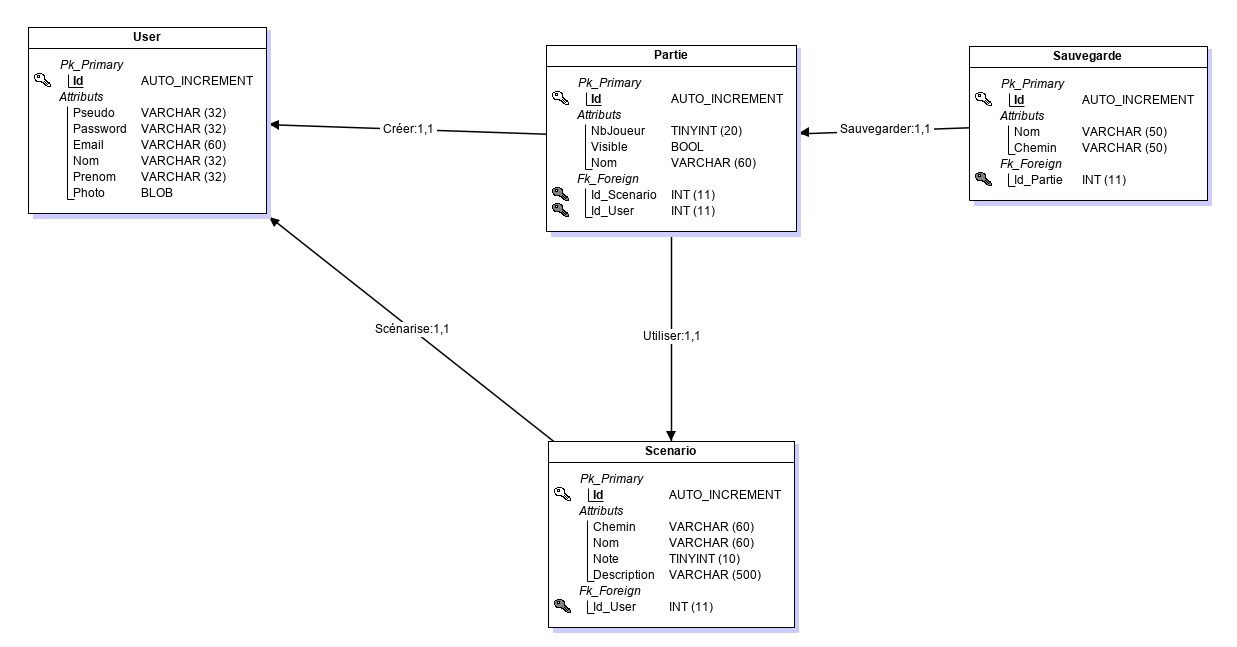 User
Pk_Primary
Id AUTO_INCREMENT
Attributs
Pseudo VARCHAR (32)
Password VARCHAR (32)
Email VARCHAR (60)
Nom VARCHAR (32)
Prenom VARCHAR (32)
Photo BLOB
Créer:1,1
Partie
Pk_Primary
Id AUTO_INCREMENT
Attributs
NbJoueur TINYINT (20)
Visible BOOL
Nom VARCHAR (60)
Fk_Foreign
Id_Scenario INT (11)
Id_User INT (11)
Sauvegarder:1,1
Sauvegarde
Pk_Primary
Id AUTO_INCREMENT
Attributs
Nom VARCHAR (50)
Chemin VARCHAR (50)
Fk_Foreign
Id_Partie INT (11)
Scénarise:1,1
Utiliser:1,1
Scenario
Pk_Primary
Id AUTO_INCREMENT
Attributs
Chemin VARCHAR (60)
Nom VARCHAR (60)
Note TINYINT (10)
Description VARCHAR (500)
Fk_Foreign
Id_User INT (11)